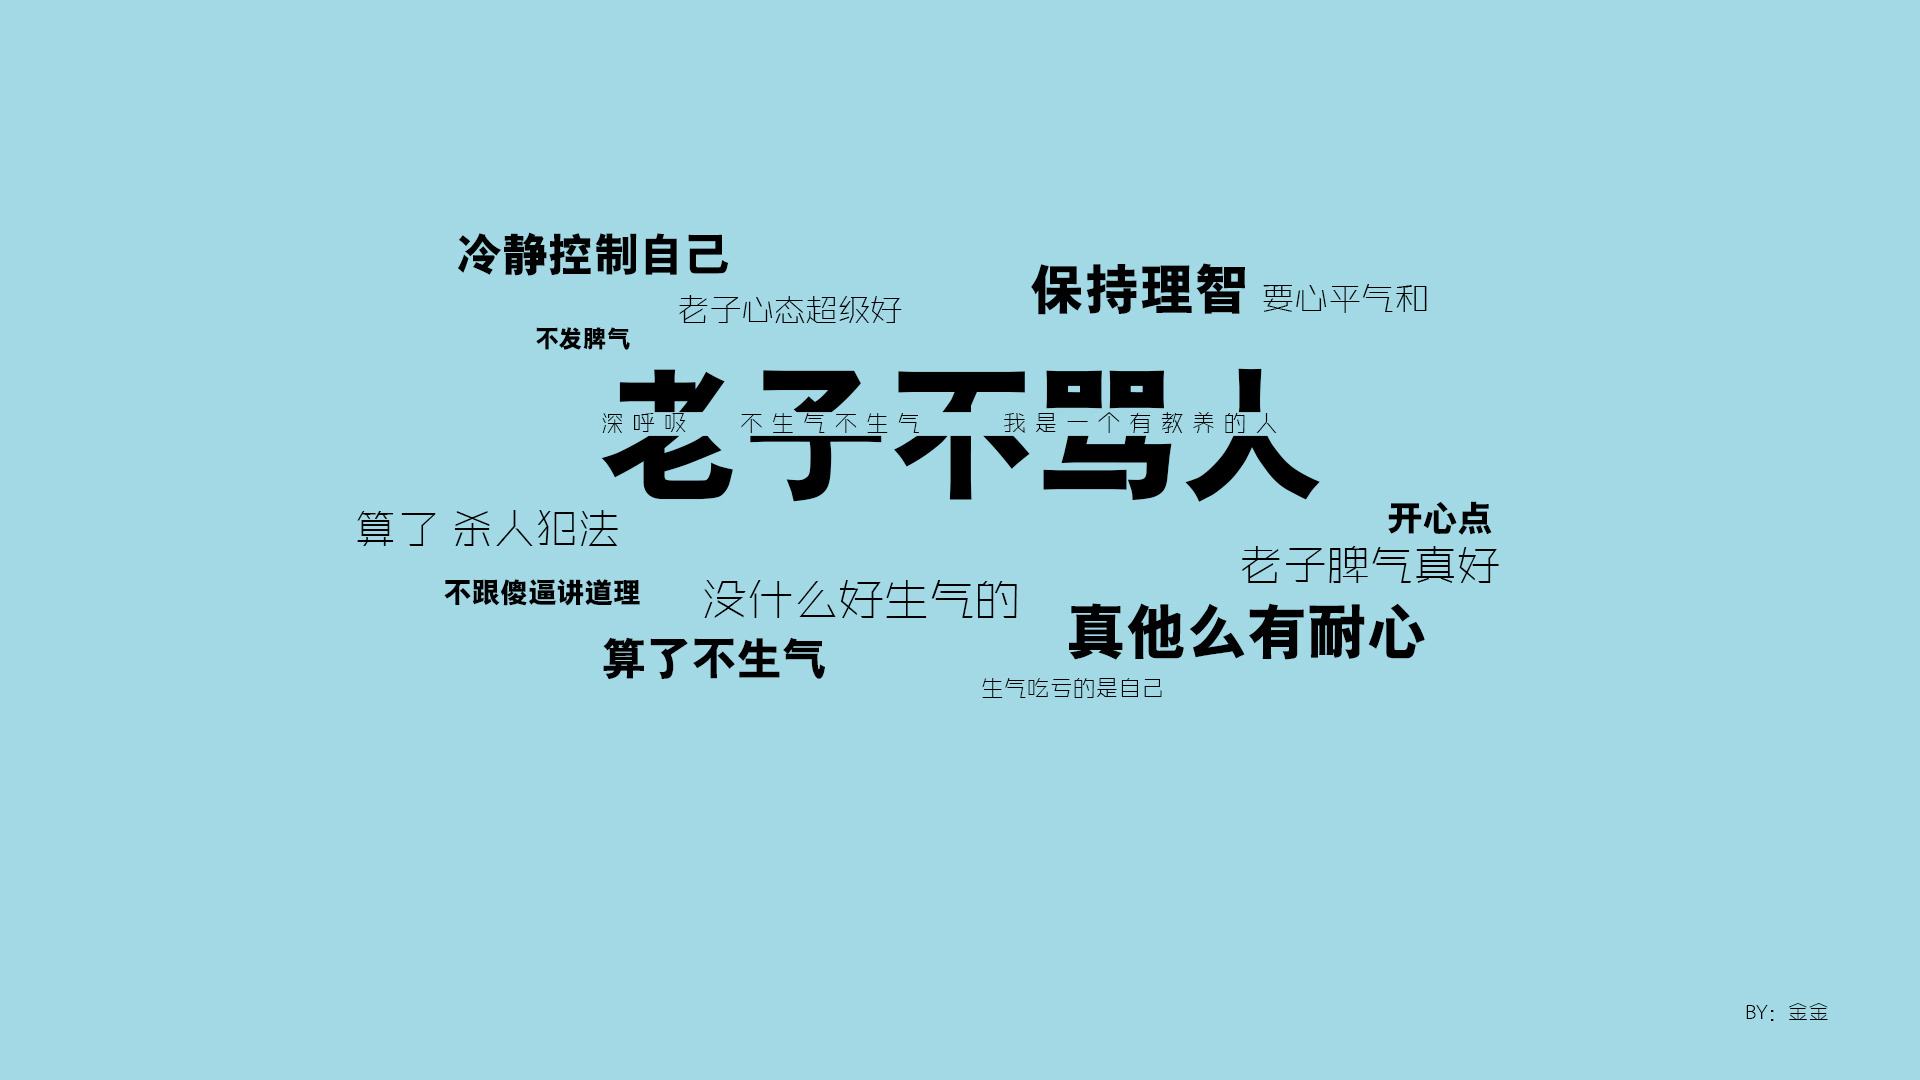 冷静控制自己
保持理智 要心平气和
老子心态超级好
不发脾气
老子不骂人
深呼吸 不生气不生气 我是一个有教养的人
算了 杀人犯法
开心点
老子脾气真好
不跟傻逼讲道理
没什么好生气的
真他么有耐心
算了不生气
生气吃亏的是自己
BY：金金